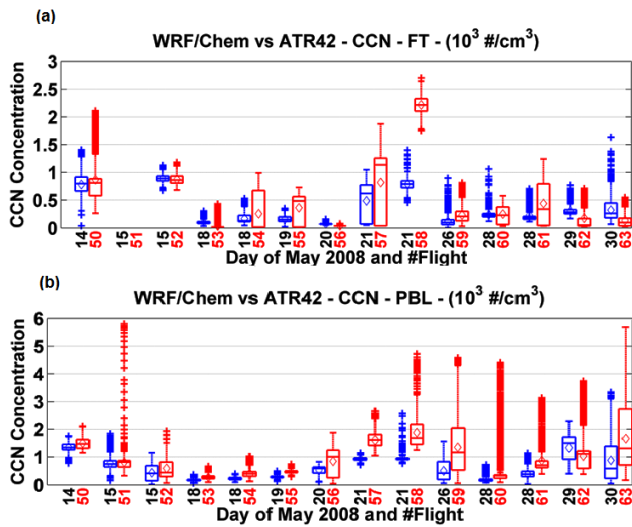 (a)
WRF/Chem vs ATR42 - CCN - FT - (10³ #/cm³)
CCN Concentration
3
2.5
2
1.5
1
0.5
0
14 50 15 51 15 52 18 53 18 54 19 55 20 56 21 57 21 58 26 59 28 60 28 61 29 62 30 63
Day of May 2008 and #Flight
(b)
WRF/Chem vs ATR42 - CCN - PBL - (10³ #/cm³)
CCN Concentration
6
5
4
3
2
1
0
14 50 15 51 15 52 18 53 18 54 19 55 20 56 21 57 21 58 26 59 28 60 28 61 29 62 30 63
Day of May 2008 and #Flight